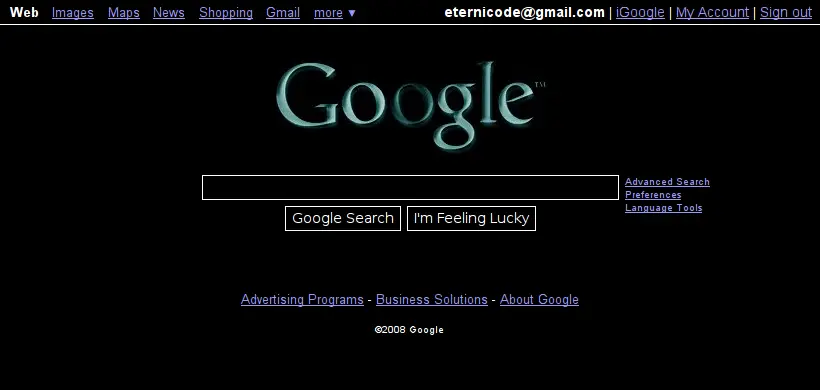 Web Images Maps News Shopping Gmail more ▼ eternicode@gmail.com | iGoogle | My Account | Sign out
Google™
Advanced Search
Preferences
Language Tools
Google Search I'm Feeling Lucky
Advertising Programs - Business Solutions - About Google
©2008 Google